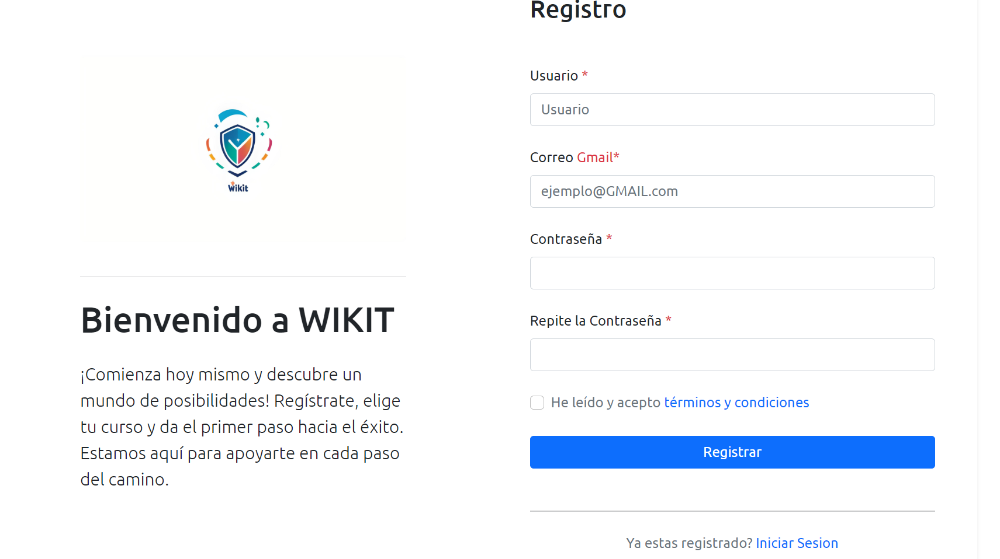 Wikit
Bienvenido a WIKIT
¡Comienza hoy mismo y descubre un
mundo de posibilidades! Regístrate, elige
tu curso y da el primer paso hacia el éxito.
Estamos aquí para apoyarte en cada paso
del camino.
Registro
Usuario *
Usuario
Correo Gmail*
ejemplo@GMAIL.com
Contraseña *
Repite la Contraseña *
He leído y acepto términos y condiciones
Registrar
Ya estas registrado? Iniciar Sesion